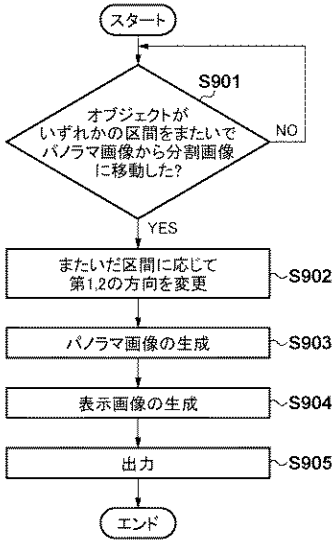 スタート
S901
オブジェクトが
いずれかの区間をまたいで
パノラマ画像から分割画像
に移動した?
NO
YES
またいだ区間に応じて
第1,2の方向を変更
S902
パノラマ画像の生成
S903
表示画像の生成
S904
出力
S905
エンド